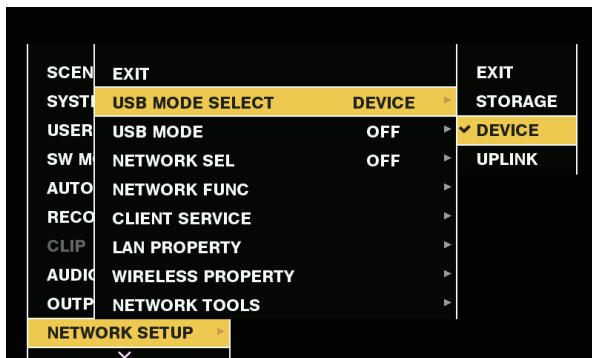 SCEN EXIT EXIT
SYST USB MODE SELECT DEVICE STORAGE
USER USB MODE OFF DEVICE
SW M NETWORK SEL OFF UPLINK
AUTO NETWORK FUNC
RECO CLIENT SERVICE
CLIP LAN PROPERTY
AUDIO WIRELESS PROPERTY
OUTP NETWORK TOOLS
NETWORK SETUP